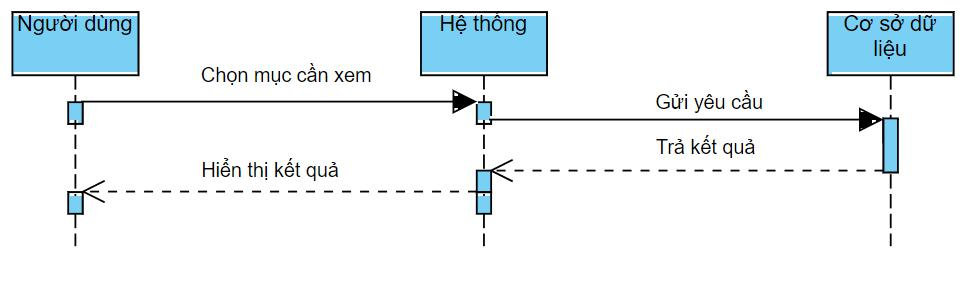 Người dùng
Hệ thống
Cơ sở dữ
liệu
Chọn mục cần xem
Gửi yêu cầu
Trả kết quả
Hiển thị kết quả